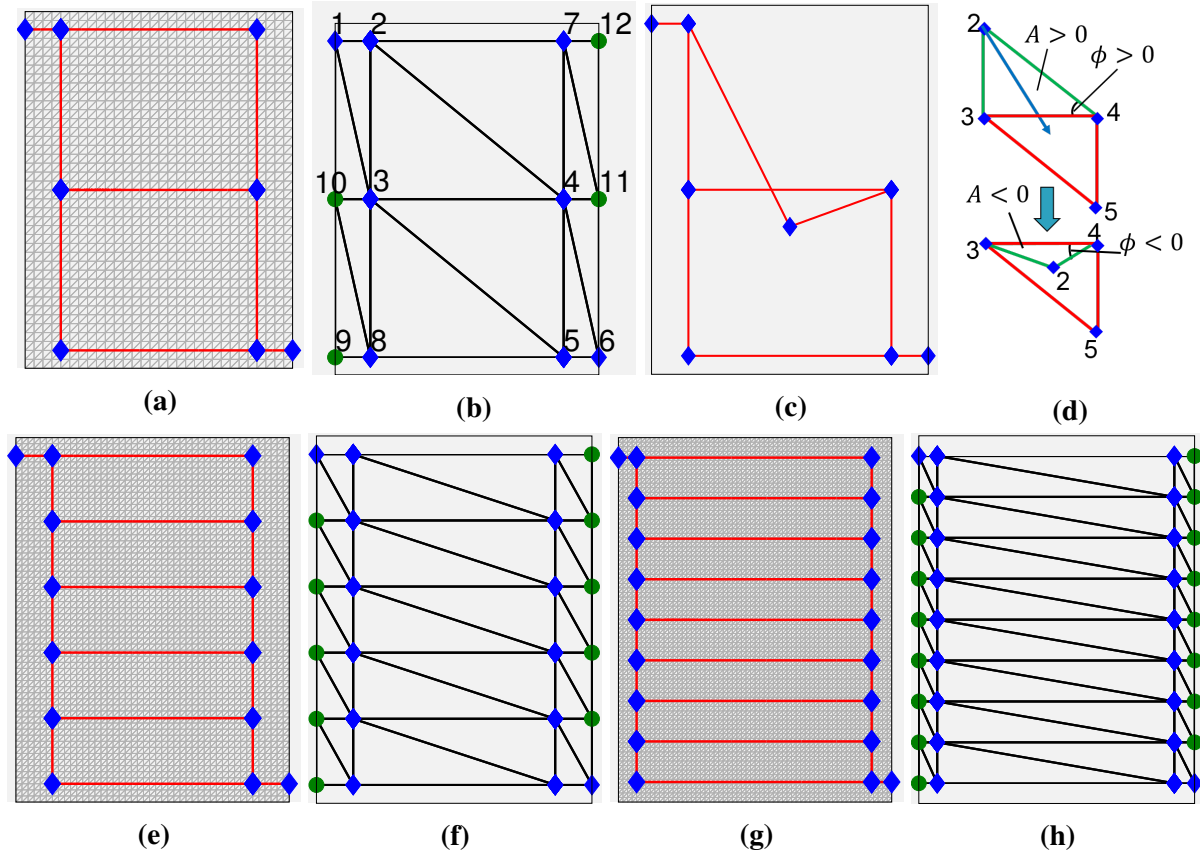 1 2 7 12
10 3 4 11
9 8 5 6
2 A > 0 ϕ > 0
3 4
5
A < 0
3 4 ϕ < 0
2
5
(a) (b) (c) (d)
(e) (f) (g) (h)